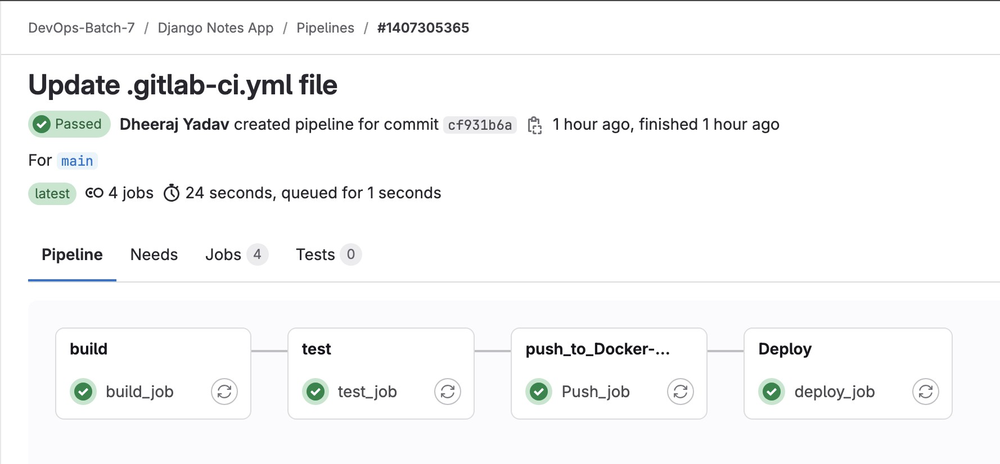 DevOps-Batch-7 / Django Notes App / Pipelines / #1407305365
Update .gitlab-ci.yml file
Passed Dheeraj Yadav created pipeline for commit cf931b6a 1 hour ago, finished 1 hour ago
For main
latest 4 jobs 24 seconds, queued for 1 seconds
Pipeline Needs Jobs 4 Tests 0
build test push_to_Docker-... Deploy
build_job test_job Push_job deploy_job